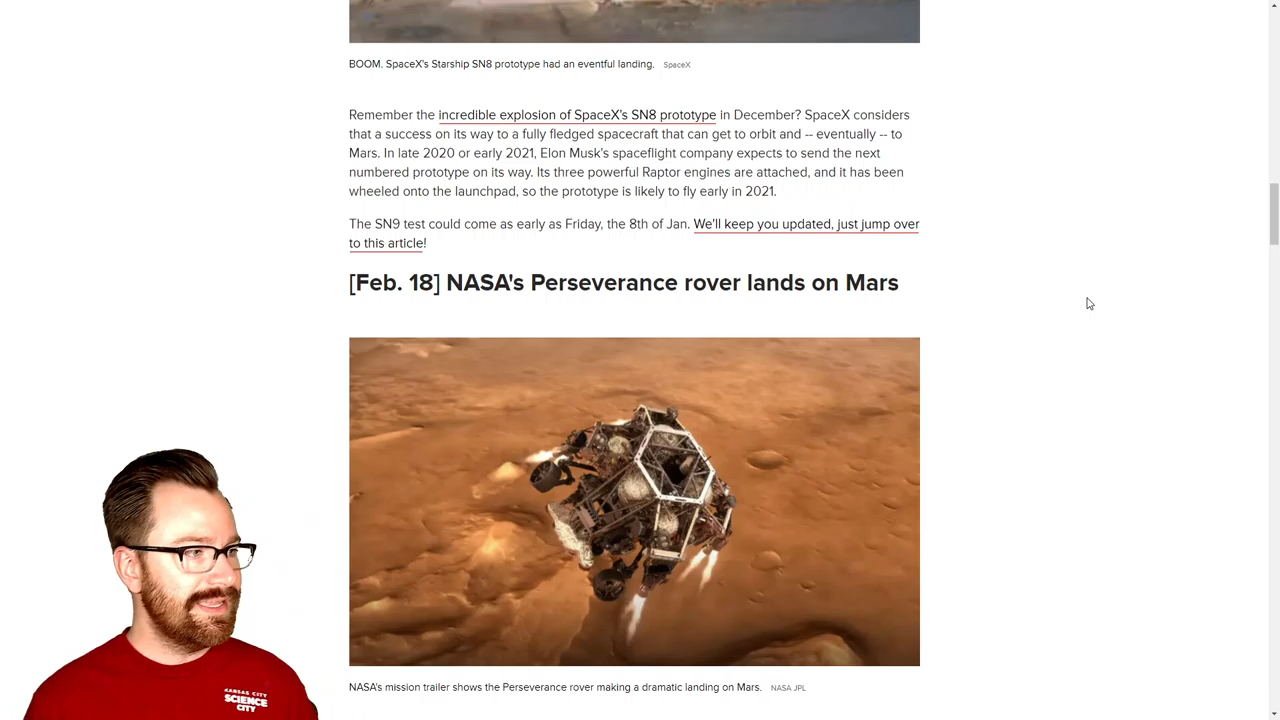 BOOM. SpaceX's Starship SN8 prototype had an eventful landing. SpaceX
Remember the incredible explosion of SpaceX's SN8 prototype in December? SpaceX considers
that a success on its way to a fully fledged spacecraft that can get to orbit and -- eventually -- to
Mars. In late 2020 or early 2021, Elon Musk's spaceflight company expects to send the next
numbered prototype on its way. Its three powerful Raptor engines are attached, and it has been
wheeled onto the launchpad, so the prototype is likely to fly early in 2021.
The SN9 test could come as early as Friday, the 8th of Jan. We'll keep you updated, just jump over
to this article!
[Feb. 18] NASA's Perseverance rover lands on Mars
NASA's mission trailer shows the Perseverance rover making a dramatic landing on Mars. NASA JPL
KANSAS CITY
SCIENCE
CITY